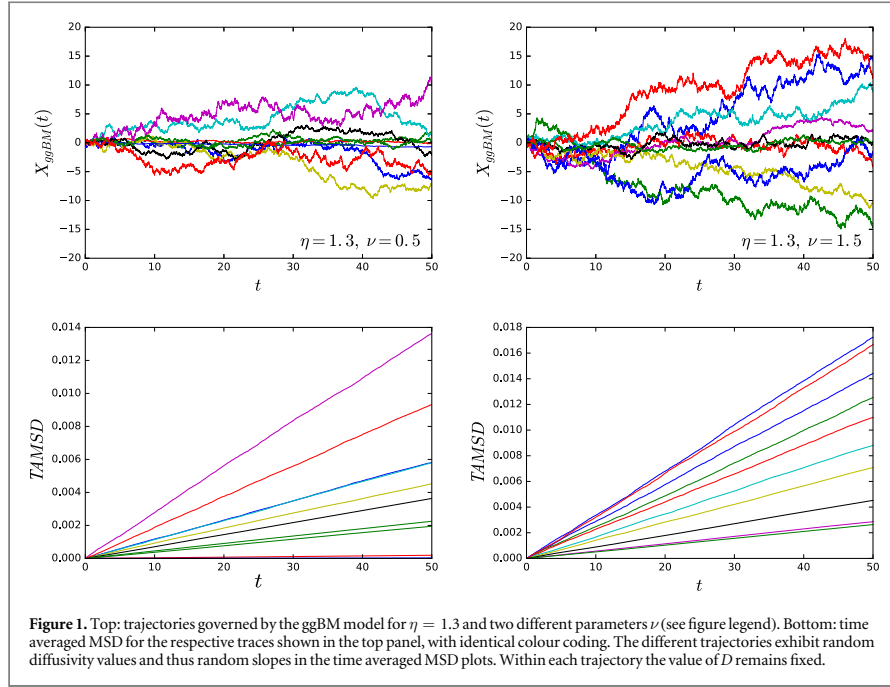 20
15
10
5
0
−5
−10
−15
−20
X_{ggBM}(t)
η = 1.3, ν = 0.5
0 10 20 30 40 50
t
20
15
10
5
0
−5
−10
−15
−20
X_{ggBM}(t)
η = 1.3, ν = 1.5
0 10 20 30 40 50
t
0.014
0.012
0.010
0.008
0.006
0.004
0.002
0.000
TAMSD
0 10 20 30 40 50
t
0.018
0.016
0.014
0.012
0.010
0.008
0.006
0.004
0.002
0.000
TAMSD
0 10 20 30 40 50
t
Figure 1. Top: trajectories governed by the ggBM model for η = 1.3 and two different parameters ν (see figure legend). Bottom: time
averaged MSD for the respective traces shown in the top panel, with identical colour coding. The different trajectories exhibit random
diffusivity values and thus random slopes in the time averaged MSD plots. Within each trajectory the value of D remains fixed.